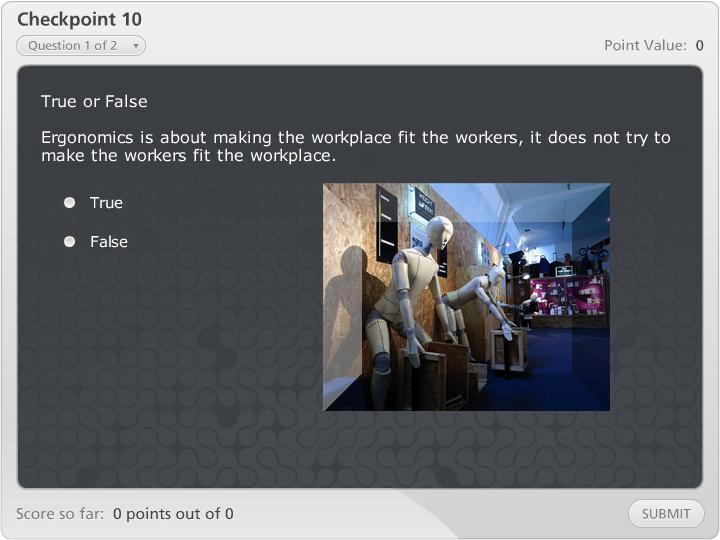 Checkpoint 10
Question 1 of 2
Point Value: 0
True or False
Ergonomics is about making the workplace fit the workers, it does not try to
make the workers fit the workplace.
True
False
Score so far: 0 points out of 0
SUBMIT